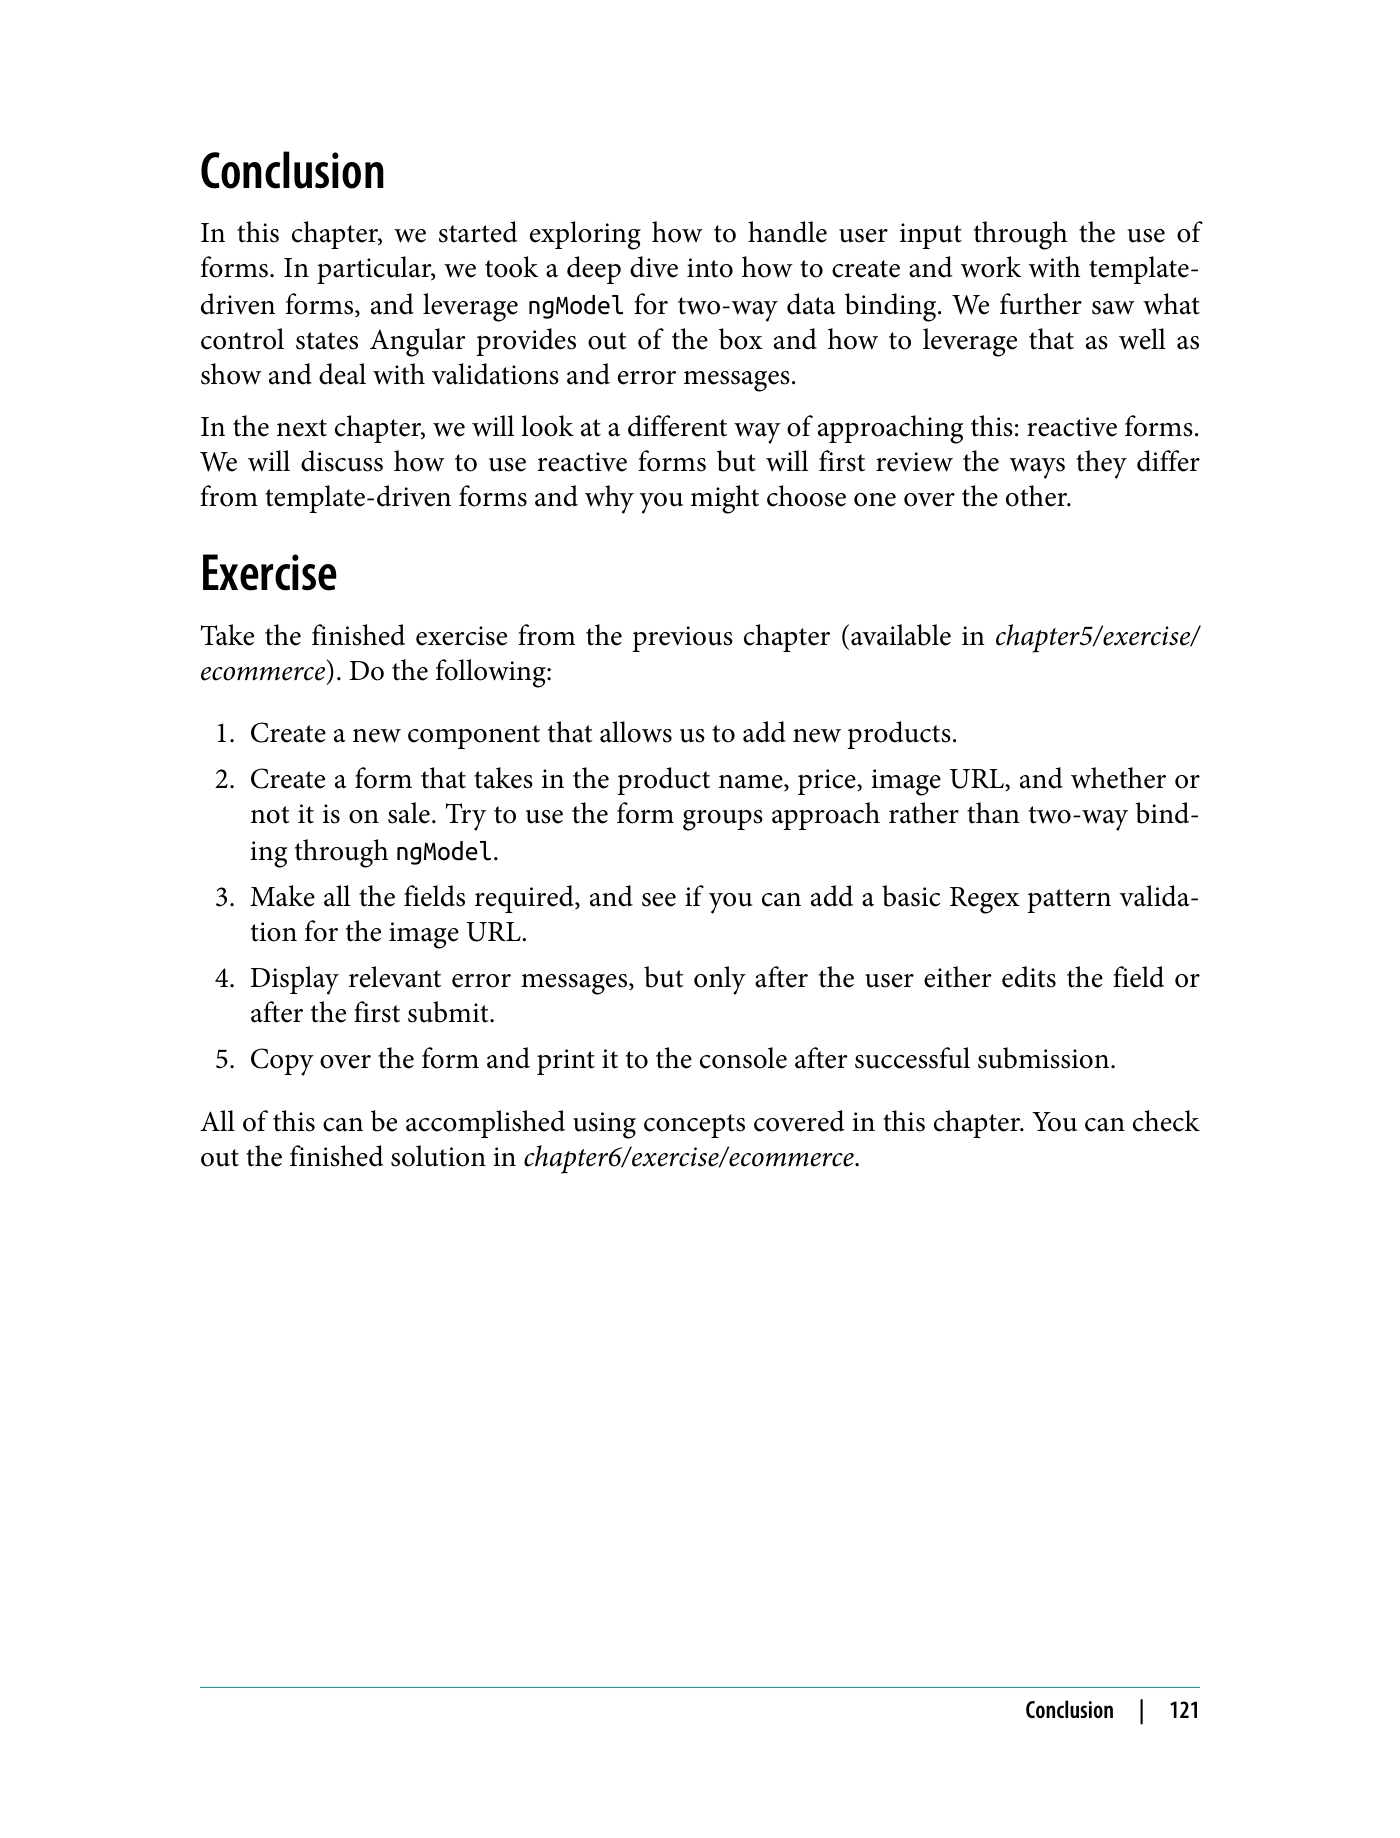 Conclusion
In this chapter, we started exploring how to handle user input through the use of
forms. In particular, we took a deep dive into how to create and work with template-
driven forms, and leverage ngModel for two-way data binding. We further saw what
control states Angular provides out of the box and how to leverage that as well as
show and deal with validations and error messages.
In the next chapter, we will look at a different way of approaching this: reactive forms.
We will discuss how to use reactive forms but will first review the ways they differ
from template-driven forms and why you might choose one over the other.
Exercise
Take the finished exercise from the previous chapter (available in chapter5/exercise/
ecommerce). Do the following:
1. Create a new component that allows us to add new products.
2. Create a form that takes in the product name, price, image URL, and whether or
not it is on sale. Try to use the form groups approach rather than two-way bind-
ing through ngModel.
3. Make all the fields required, and see if you can add a basic Regex pattern valida-
tion for the image URL.
4. Display relevant error messages, but only after the user either edits the field or
after the first submit.
5. Copy over the form and print it to the console after successful submission.
All of this can be accomplished using concepts covered in this chapter. You can check
out the finished solution in chapter6/exercise/ecommerce.
Conclusion | 121